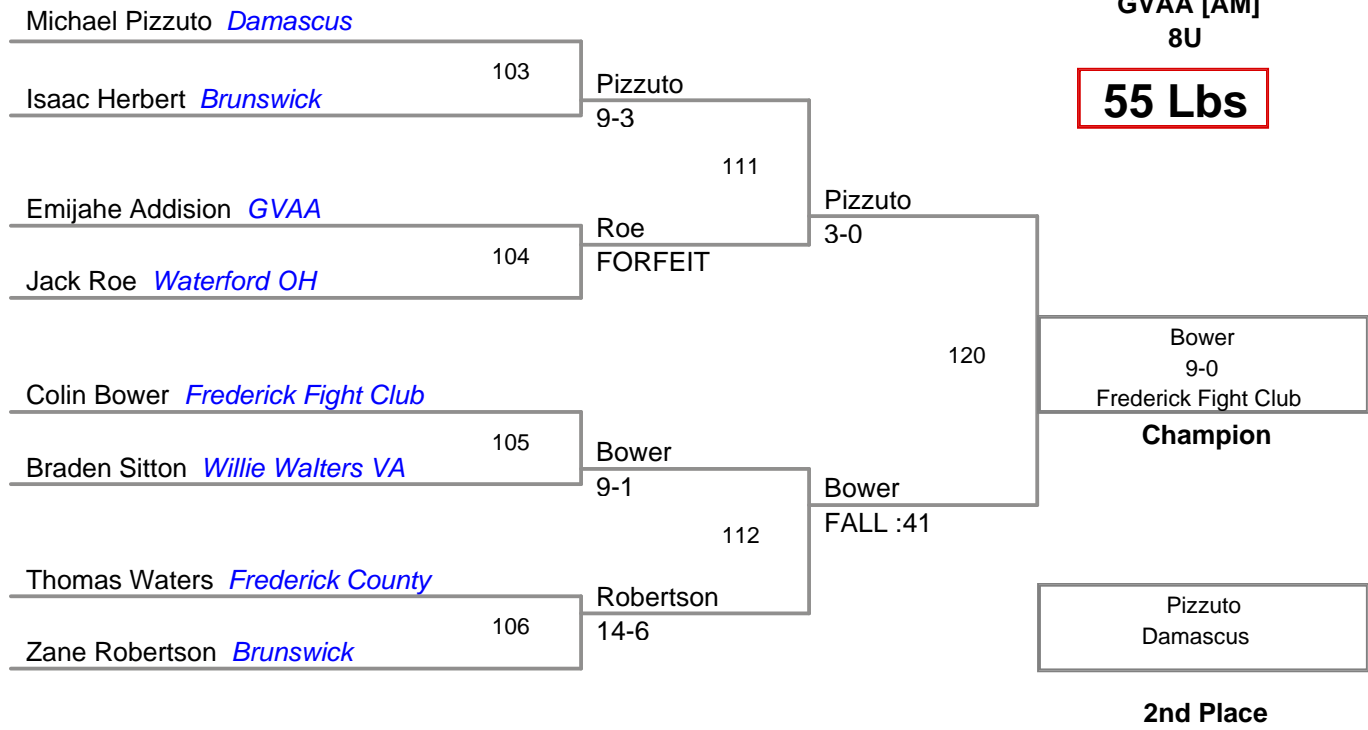 GVAA [AM]
8U
55 Lbs
Michael Pizzuto Damascus
103
Isaac Herbert Brunswick
Pizzuto
9-3
111
Emijahe Addision GVAA
104
Jack Roe Waterford OH
Roe
FORFEIT
Pizzuto
3-0
120
Colin Bower Frederick Fight Club
105
Braden Sitton Willie Walters VA
Bower
9-1
112
Thomas Waters Frederick County
106
Zane Robertson Brunswick
Robertson
14-6
Bower
FALL :41
Bower
9-0
Frederick Fight Club
Champion
Pizzuto
Damascus
2nd Place